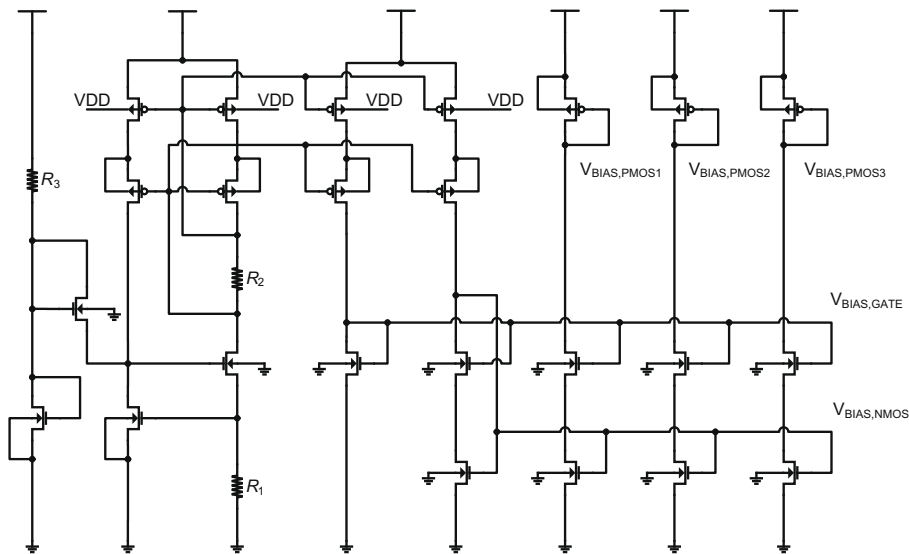 VDD
VDD
VDD
VDD
R3
VBIAS,PMOS1
VBIAS,PMOS2
VBIAS,PMOS3
R2
VBIAS,GATE
VBIAS,NMOS
R1